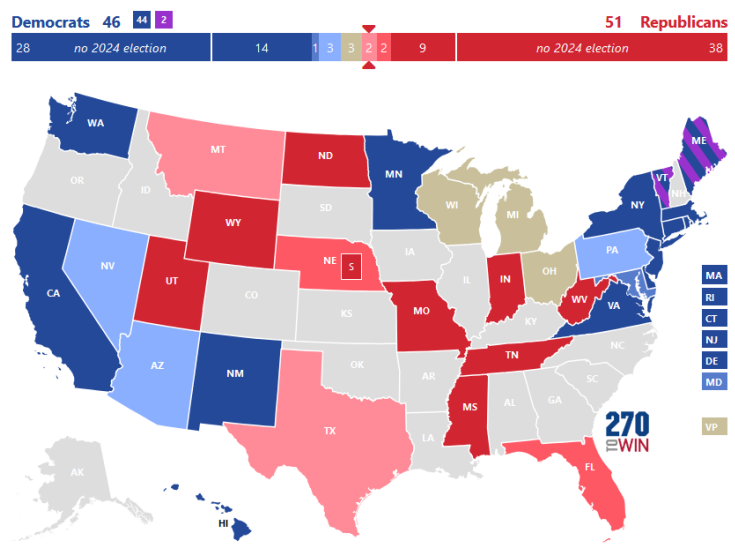 Democrats 46 44 2 51 Republicans
28 no 2024 election 14 1 3 3 2 2 9 no 2024 election 38
WA
ME
MT
ND
MN
VT
NH
OR
ID
SD
WI
MI
NY
WY
IA
PA
NE S
NV
UT
CO
IL
IN
OH
MA
CA
KS
MO
KY
WV
VA
RI
CT
NJ
DE
MD
AZ
NM
OK
AR
TN
NC
SC
MS
AL
GA
TX
LA
VP
270
TO WIN
FL
AK
HI